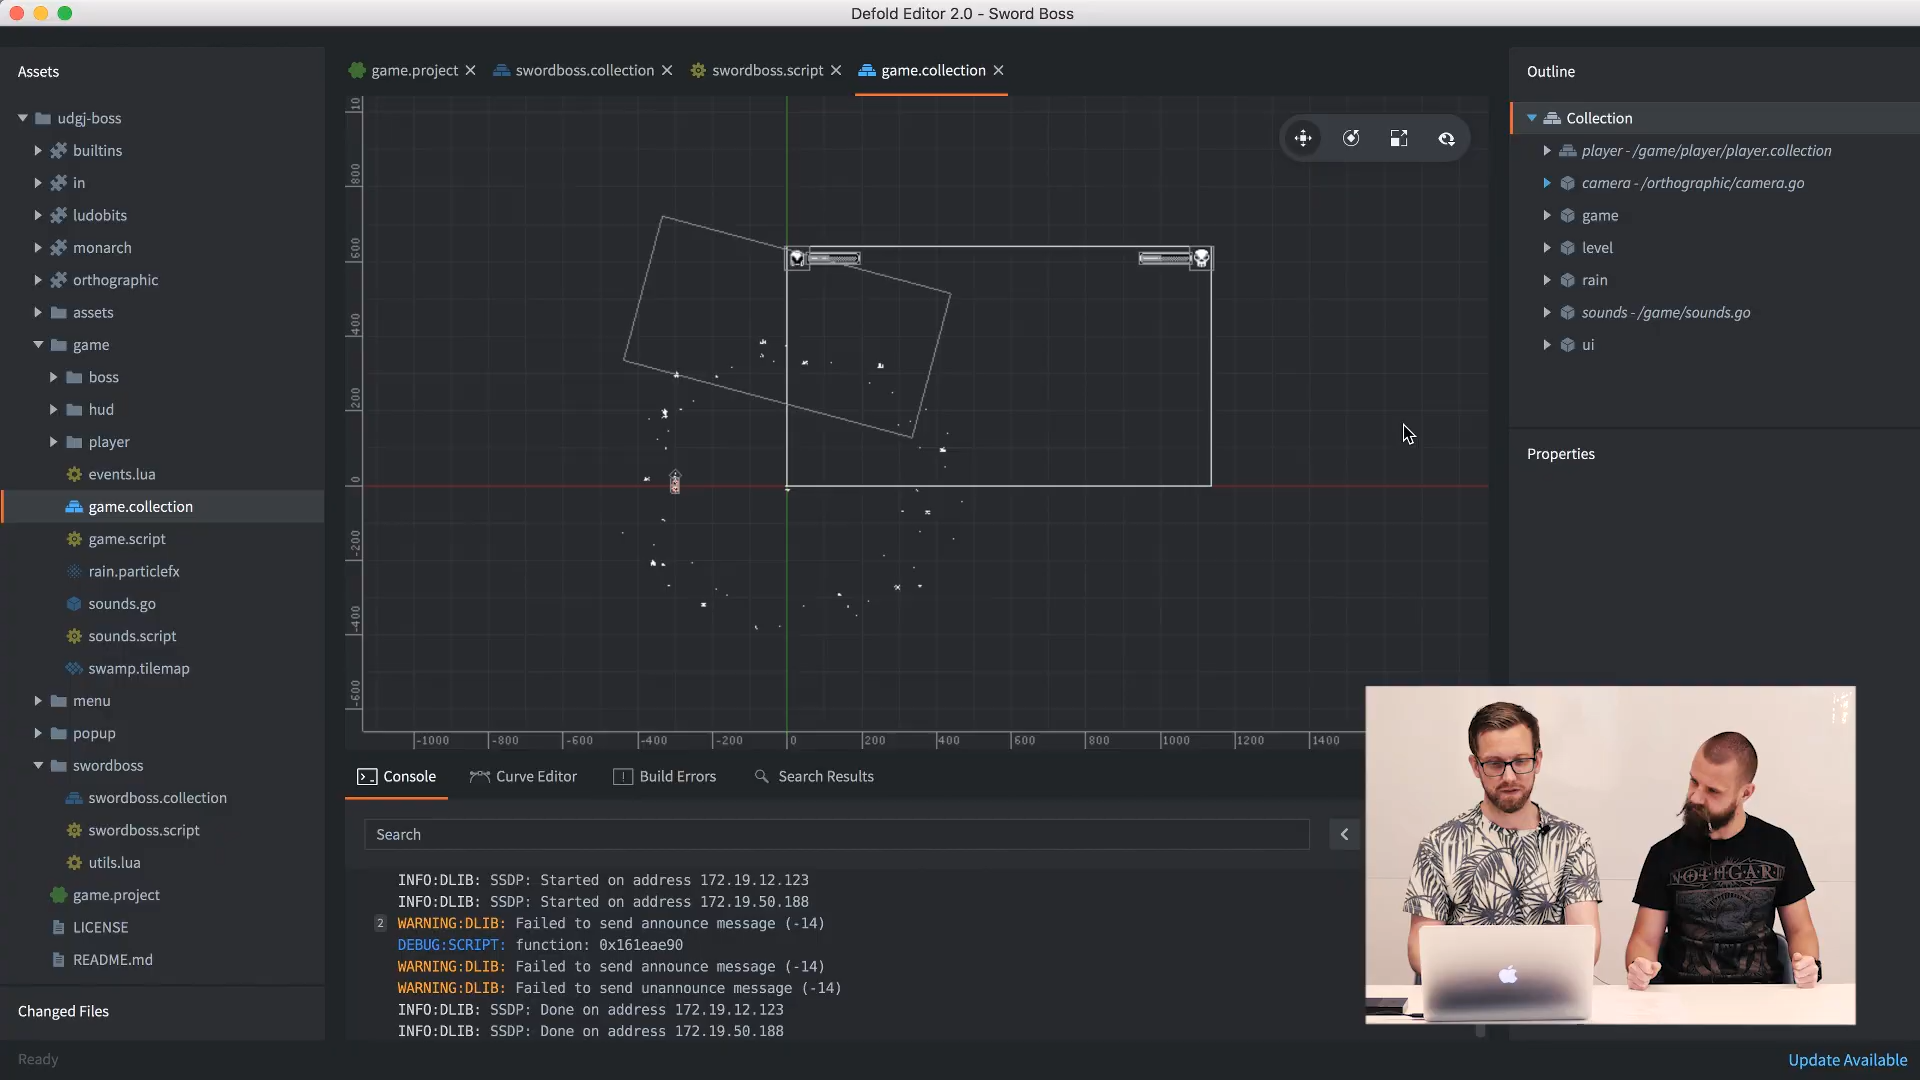 Defold Editor 2.0 - Sword Boss
Assets
udgj-boss
builtins
in
ludobits
monarch
orthographic
assets
game
boss
hud
player
events.lua
game.collection
game.script
rain.particlefx
sounds.go
sounds.script
swamp.tilemap
menu
popup
swordboss
swordboss.collection
swordboss.script
utils.lua
game.project
LICENSE
README.md
Changed Files
Ready
game.project
swordboss.collection
swordboss.script
game.collection
10
800
600
400
200
0
-200
-400
-600
-1000
-800
-600
-400
-200
0
200
400
600
800
1000
1200
1400
Console
Curve Editor
Build Errors
Search Results
Search
INFO:DLIB: SSDP: Started on address 172.19.12.123
INFO:DLIB: SSDP: Started on address 172.19.50.188
2 WARNING:DLIB: Failed to send announce message (-14)
DEBUG:SCRIPT: function: 0x161eae90
WARNING:DLIB: Failed to send announce message (-14)
WARNING:DLIB: Failed to send unannounce message (-14)
INFO:DLIB: SSDP: Done on address 172.19.12.123
INFO:DLIB: SSDP: Done on address 172.19.50.188
Outline
Collection
player - /game/player/player.collection
camera - /orthographic/camera.go
game
level
rain
sounds - /game/sounds.go
ui
Properties
NOTHGARD
Update Available